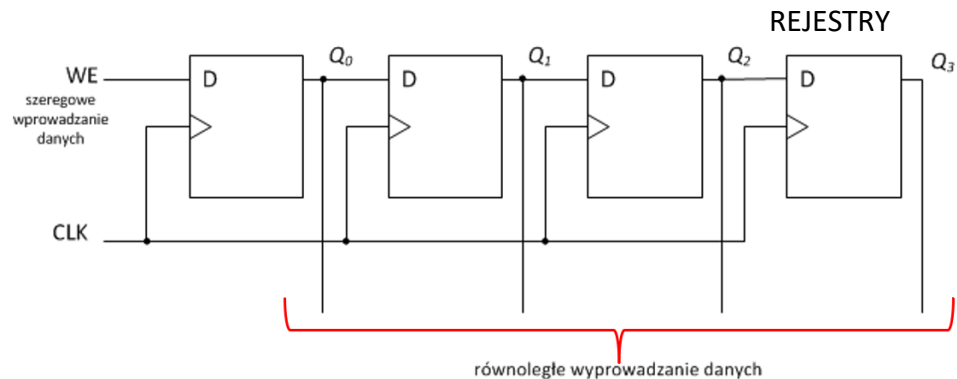 REJESTRY
Q0 Q1 Q2 Q3
WE D D D D
szeregowe
wprowadzanie
danych
CLK
równoległe wyprowadzanie danych